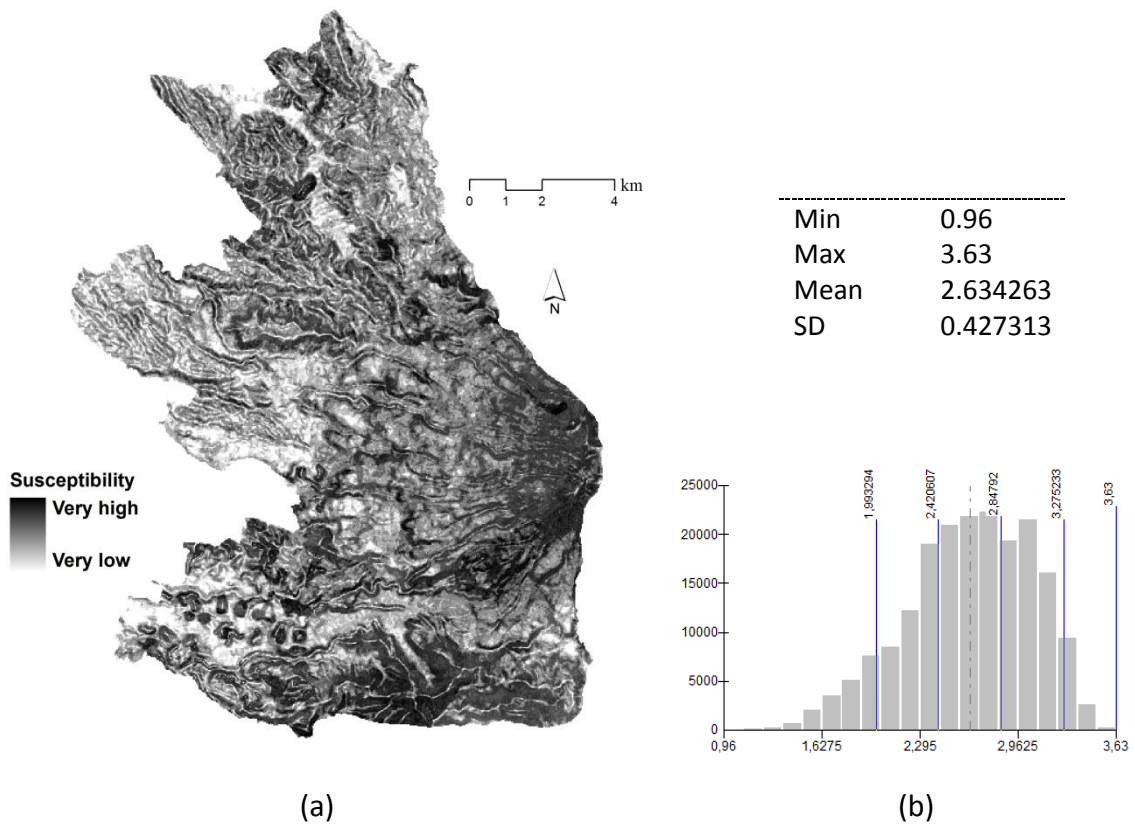 km
0 1 2 4
N
Susceptibility
Very high
Very low
(a)
Min 0.96
Max 3.63
Mean 2.634263
SD 0.427313
1,993294
2,420607
2,84792
3,275233
3,63
25000
20000
15000
10000
5000
0
0,96 1,6275 2,295 2,9625 3,63
(b)